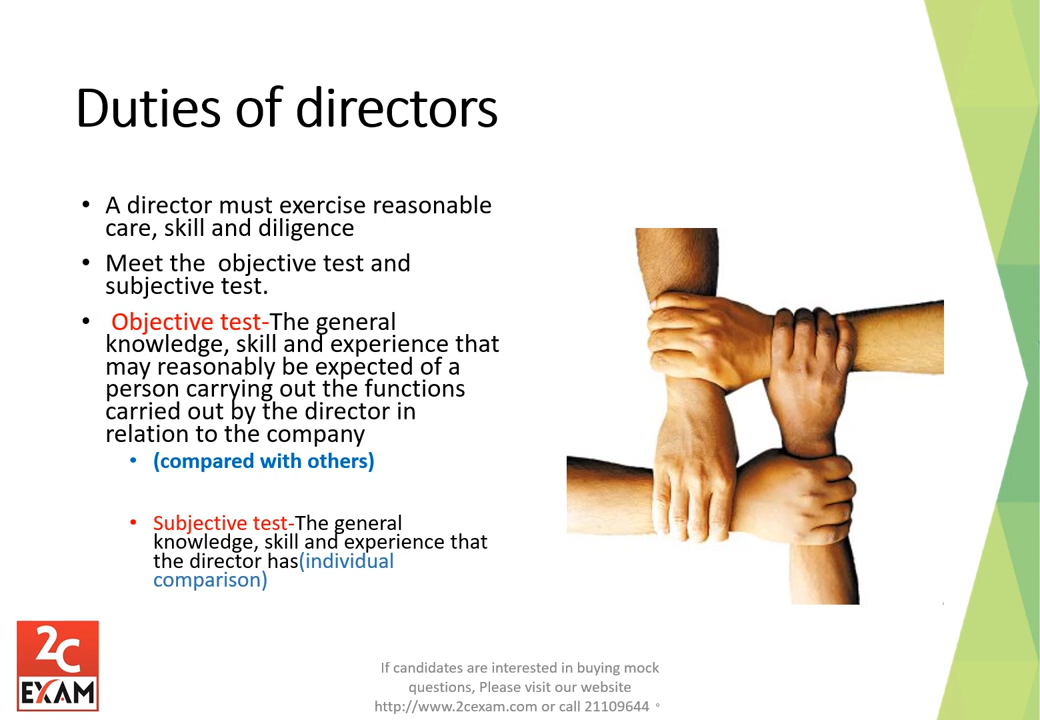 Duties of directors
• A director must exercise reasonable
care, skill and diligence
• Meet the  objective test and
subjective test.
•  Objective test-The general
knowledge, skill and experience that
may reasonably be expected of a
person carrying out the functions
carried out by the director in
relation to the company
• (compared with others)
• Subjective test-The general
knowledge, skill and experience that
the director has(individual
comparison)
2C
EXAM
If candidates are interested in buying mock
questions, Please visit our website
http://www.2cexam.com or call 21109644 。